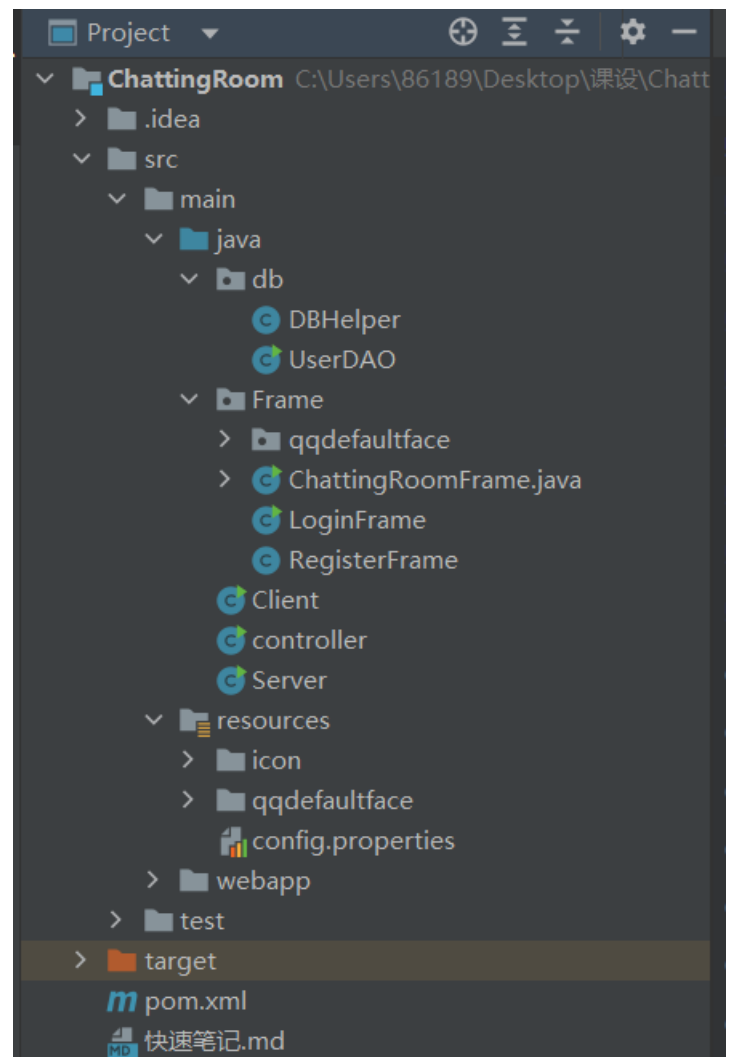 Project
ChattingRoom C:\Users\86189\Desktop\课设\Chatt
.idea
src
main
java
db
DBHelper
UserDAO
Frame
qqdefaultface
ChattingRoomFrame.java
LoginFrame
RegisterFrame
Client
controller
Server
resources
icon
qqdefaultface
config.properties
webapp
test
target
pom.xml
快速笔记.md